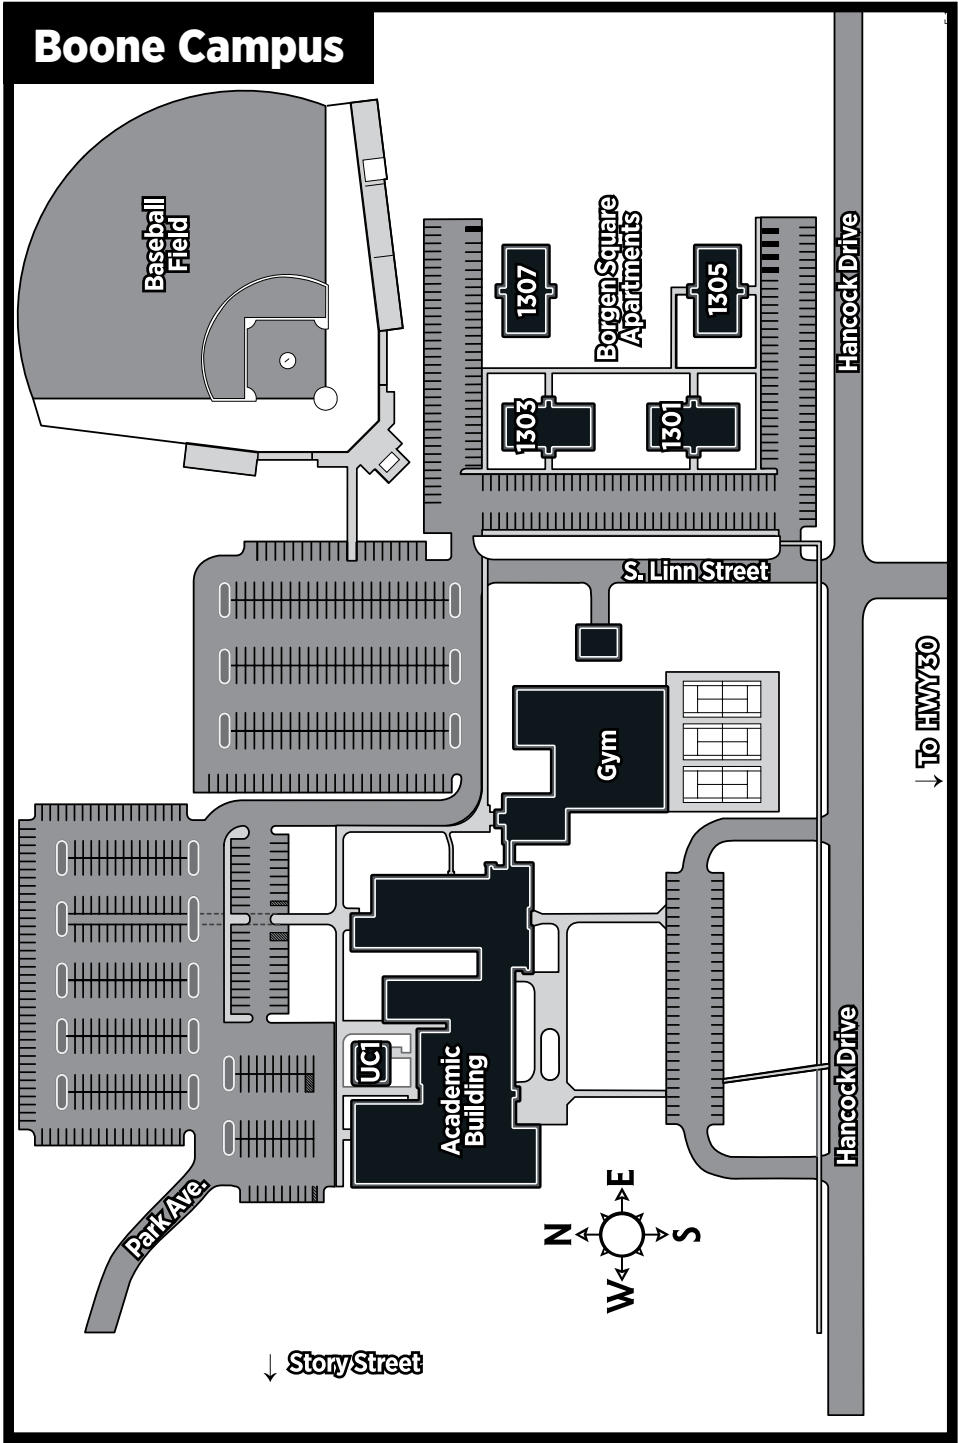 Boone Campus
Baseball
Field
Borgen Square
Apartments
1307
1305
1303
1301
Hancock Drive
S. Linn Street
↓ To HWY30
Gym
UC1
Academic
Building
Hancock Drive
Park Ave.
N
E
S
W
↓ Story Street